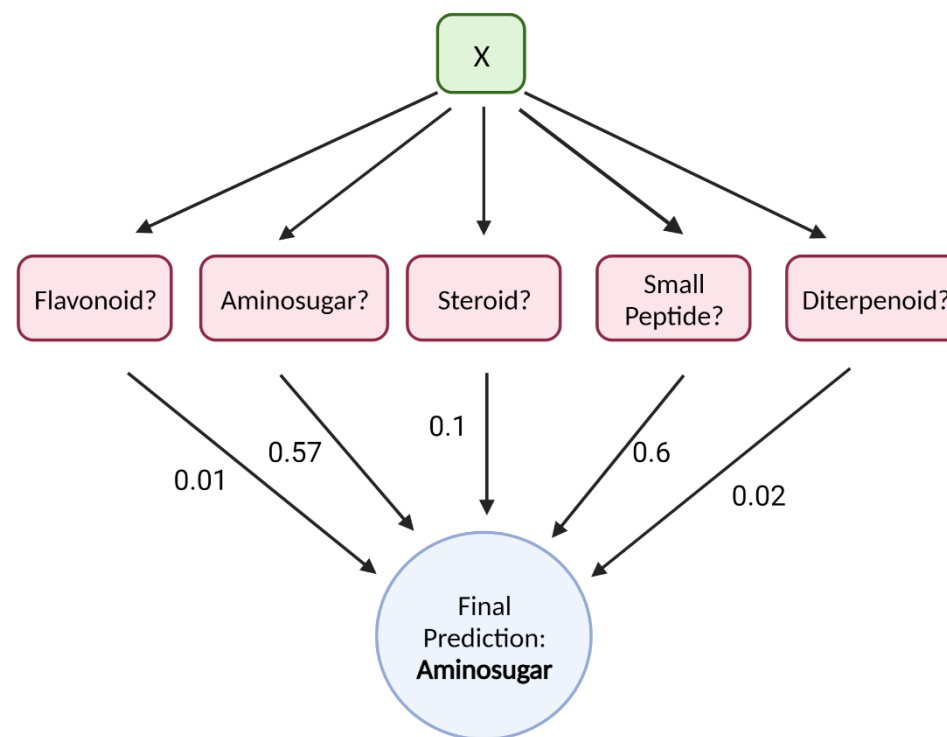 X
Flavonoid?
Aminosugar?
Steroid?
Small
Peptide?
Diterpenoid?
0.01
0.57
0.1
0.6
0.02
Final
Prediction:
Aminosugar